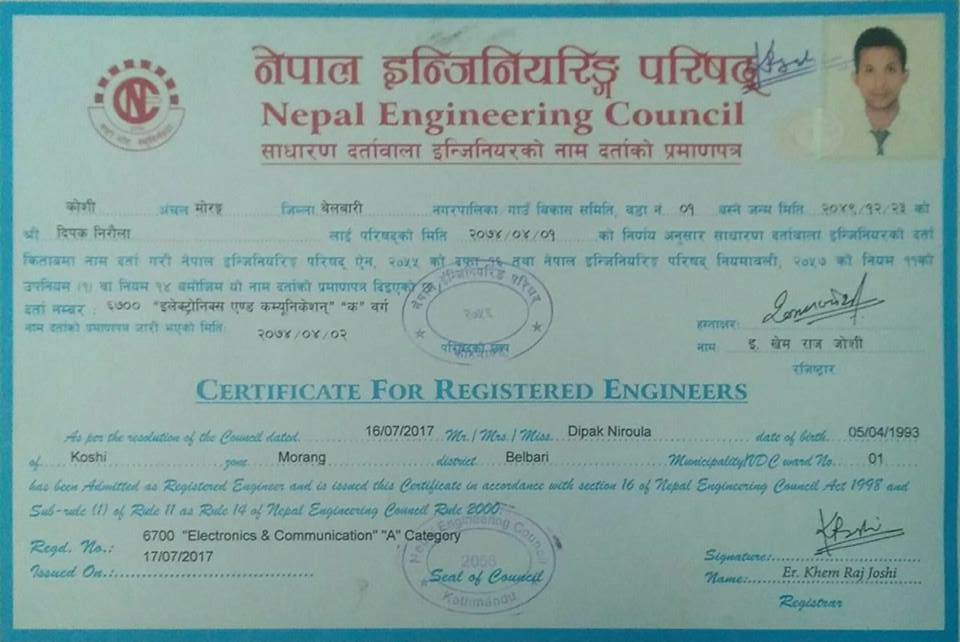 नेपाल इन्जिनियरिङ्ग परिषद्
Nepal Engineering Council
साधारण दर्तावाला इन्जिनियरको नाम दर्ताको प्रमाणपत्र
कोशी अंचल मोरङ्ग जिल्ला बेलबारी नगरपालिका गाउँ विकास समिति, वडा नं ०१ बस्ने जन्म मिति २०४९/१२/२३ को
श्री दिपक निरौला लाई परिषद्को मिति २०७४/०४/०१ को निर्णय अनुसार साधारण दर्तावाला इन्जिनियरको दर्ता
किताबमा नाम दर्ता गरी नेपाल इन्जिनियरिङ परिषद् ऐन, २०५५ को दफा १६ तथा नेपाल इन्जिनियरिङ परिषद् नियमावली, २०५७ को नियम ११को
उपनियम (१) वा नियम १४ बमोजिम यो नाम दर्ताको प्रमाणपत्र दिइएको
दर्ता नम्बर : ६७०० "इलेक्ट्रोनिक्स एण्ड कम्यूनिकेशन्" "क" वर्ग
नाम दर्ताको प्रमाणपत्र जारी भएको मिति: २०७४/०४/०२
नेपाल इन्जिनियरिङ परिषद
२०५६
परिषद्को छाप
हस्ताक्षर:
नाम इ. खेम राज जोशी
रजिष्ट्रार
CERTIFICATE FOR REGISTERED ENGINEERS
As per the resolution of the Council dated 16/07/2017 Mr. / Mrs. / Miss. Dipak Niroula date of birth 05/04/1993
of Koshi zone Morang district Belbari Municipality/VDC ward No. 01
has been Admitted as Registered Engineer and is issued this Certificate in accordance with section 16 of Nepal Engineering Council Act 1998 and
Sub-rule (1) of Rule 11 as Rule 14 of Nepal Engineering Council Rule 2000.
Regd. No.: 6700 "Electronics & Communication" "A" Category
Issued On: 17/07/2017
Nepal Engineering Council
2056
Kathmandu
Seal of Council
Signature:
Name: Er. Khem Raj Joshi
Registrar